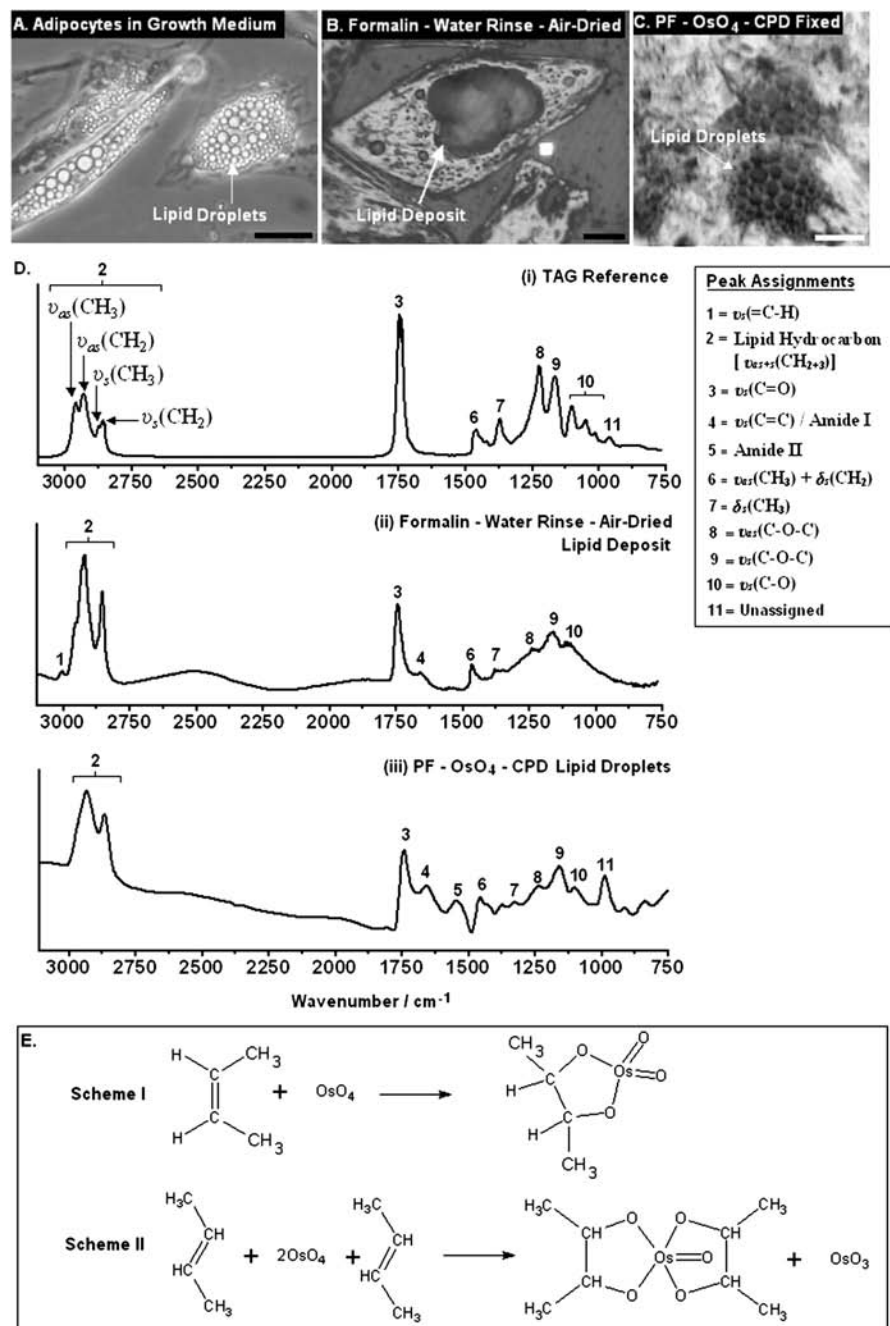 A. Adipocytes in Growth Medium
Lipid Droplets
B. Formalin - Water Rinse - Air-Dried
Lipid Deposit
C. PF - OsO₄ - CPD Fixed
Lipid Droplets
D.
(i) TAG Reference
2
υas(CH₃)
υas(CH₂)
υs(CH₃)
υs(CH₂)
3
6
7
8
9
10
11
3000 2750 2500 2250 2000 1750 1500 1250 1000 750
(ii) Formalin - Water Rinse - Air-Dried
Lipid Deposit
2
1
3
4
6
7
8
9
10
3000 2750 2500 2250 2000 1750 1500 1250 1000 750
(iii) PF - OsO₄ - CPD Lipid Droplets
2
3
4
5
6
7
8
9
10
11
3000 2750 2500 2250 2000 1750 1500 1250 1000 750
Wavenumber / cm⁻¹
Peak Assignments
1 = υs(=C-H)
2 = Lipid Hydrocarbon
[ υas+s(CH₂₊₃)]
3 = υs(C=O)
4 = υs(C=C) / Amide I
5 = Amide II
6 = υas(CH₃) + δs(CH₂)
7 = δs(CH₃)
8 = υas(C-O-C)
9 = υs(C-O-C)
10 = υs(C-O)
11 = Unassigned
E.
Scheme I
H
CH₃
C
C
H
CH₃
+
OsO₄
CH₃
O
O
H
C
Os
O
H
C
O
CH₃
Scheme II
H₃C
CH
CH
CH₃
+
2OsO₄
+
H₃C
CH
CH
CH₃
H₃C
CH
O
O
CH
CH₃
Os
O
H₃C
CH
O
O
CH
CH₃
+
OsO₃